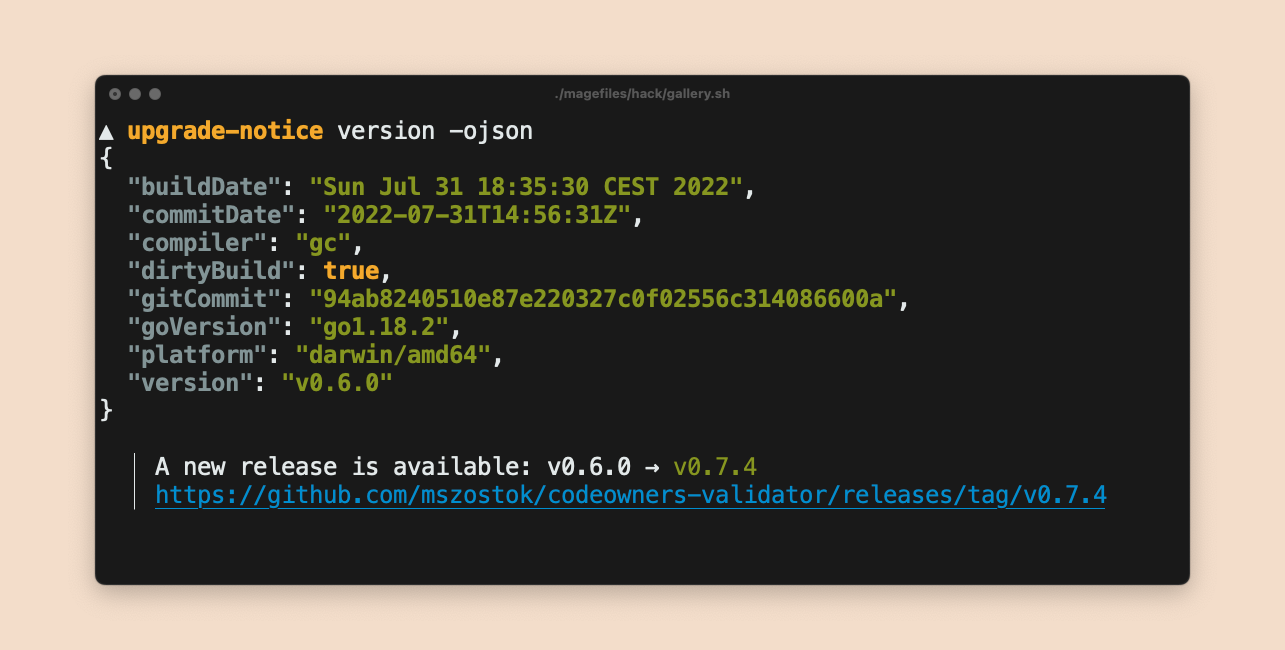 ./magefiles/hack/gallery.sh
▲ upgrade-notice version -ojson
{
  "buildDate": "Sun Jul 31 18:35:30 CEST 2022",
  "commitDate": "2022-07-31T14:56:31Z",
  "compiler": "gc",
  "dirtyBuild": true,
  "gitCommit": "94ab8240510e87e220327c0f02556c314086600a",
  "goVersion": "go1.18.2",
  "platform": "darwin/amd64",
  "version": "v0.6.0"
}
A new release is available: v0.6.0 → v0.7.4
https://github.com/mszostok/codeowners-validator/releases/tag/v0.7.4